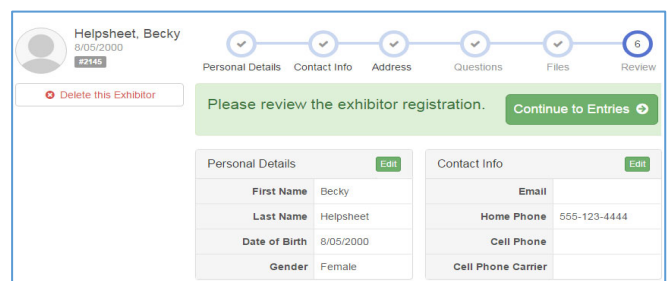 Helpsheet, Becky
8/05/2000
#2145
Delete this Exhibitor
6
Personal Details Contact Info Address Questions Files Review
Please review the exhibitor registration. Continue to Entries
Personal Details Edit
First Name Becky
Last Name Helpsheet
Date of Birth 8/05/2000
Gender Female
Contact Info Edit
Email
Home Phone 555-123-4444
Cell Phone
Cell Phone Carrier